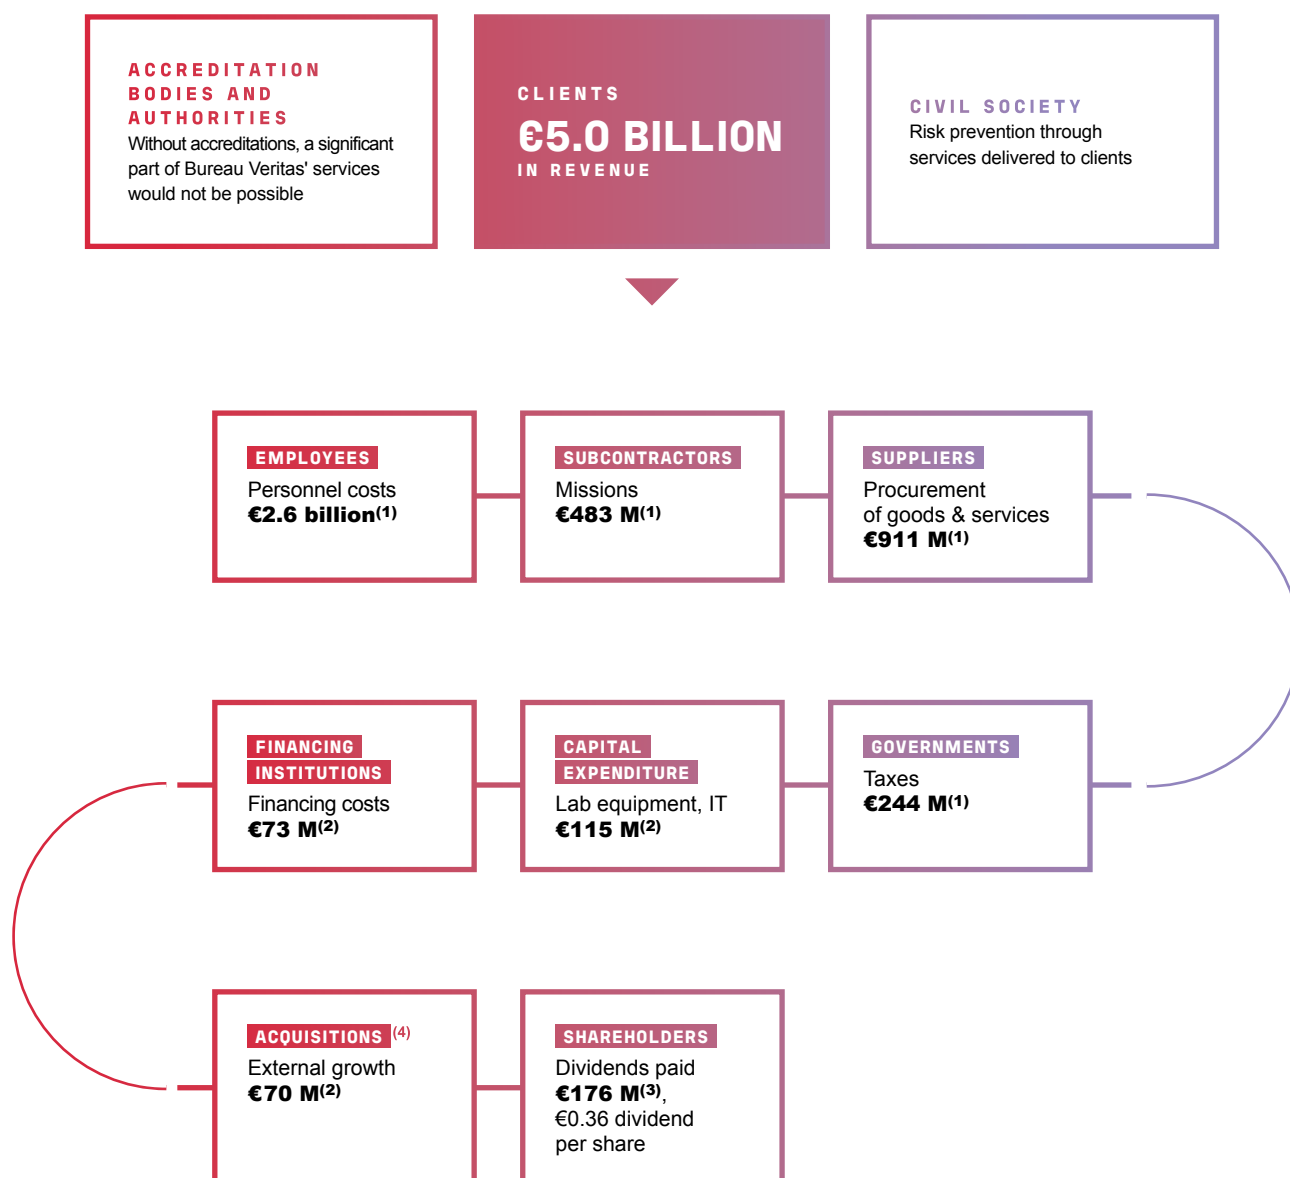 ACCREDITATION
BODIES AND
AUTHORITIES
Without accreditations, a significant
part of Bureau Veritas' services
would not be possible
CLIENTS
€5.0 BILLION
IN REVENUE
CIVIL SOCIETY
Risk prevention through
services delivered to clients
EMPLOYEES
Personnel costs
€2.6 billion(1)
SUBCONTRACTORS
Missions
€483 M(1)
SUPPLIERS
Procurement
of goods & services
€911 M(1)
FINANCING
INSTITUTIONS
Financing costs
€73 M(2)
CAPITAL
EXPENDITURE
Lab equipment, IT
€115 M(2)
GOVERNMENTS
Taxes
€244 M(1)
ACQUISITIONS (4)
External growth
€70 M(2)
SHAREHOLDERS
Dividends paid
€176 M(3),
€0.36 dividend
per share